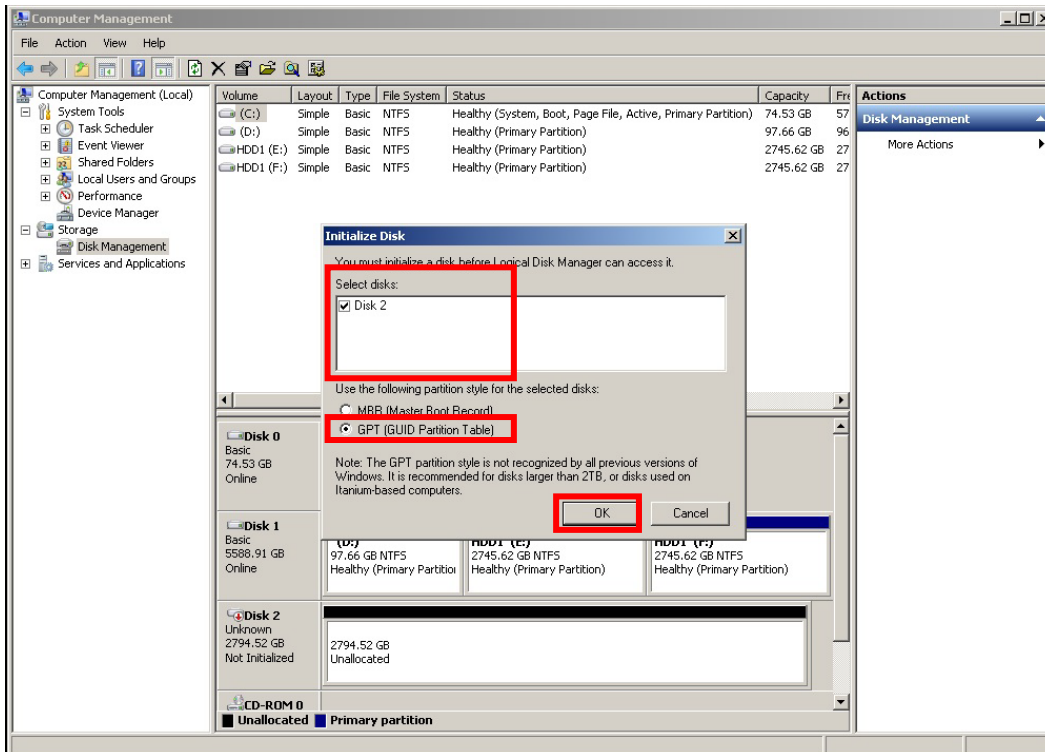 Computer Management
File Action View Help
Computer Management (Local)
System Tools
Task Scheduler
Event Viewer
Shared Folders
Local Users and Groups
Performance
Device Manager
Storage
Disk Management
Services and Applications
Volume Layout Type File System Status Capacity Fre
(C:) Simple Basic NTFS Healthy (System, Boot, Page File, Active, Primary Partition) 74.53 GB 57
(D:) Simple Basic NTFS Healthy (Primary Partition) 97.66 GB 96
HDD1 (E:) Simple Basic NTFS Healthy (Primary Partition) 2745.62 GB 27
HDD1 (F:) Simple Basic NTFS Healthy (Primary Partition) 2745.62 GB 27
Actions
Disk Management
More Actions
Initialize Disk
You must initialize a disk before Logical Disk Manager can access it.
Select disks:
Disk 2
Use the following partition style for the selected disks:
MBR (Master Boot Record)
GPT (GUID Partition Table)
Note: The GPT partition style is not recognized by all previous versions of
Windows. It is recommended for disks larger than 2TB, or disks used on
Itanium-based computers.
OK Cancel
Disk 0
Basic
74.53 GB
Online
Disk 1
Basic
5588.91 GB
Online
(D:)
97.66 GB NTFS
Healthy (Primary Partitio
HDD1 (E:)
2745.62 GB NTFS
Healthy (Primary Partition)
HDD1 (F:)
2745.62 GB NTFS
Healthy (Primary Partition)
Disk 2
Unknown
2794.52 GB
Not Initialized
2794.52 GB
Unallocated
CD-ROM 0
Unallocated Primary partition